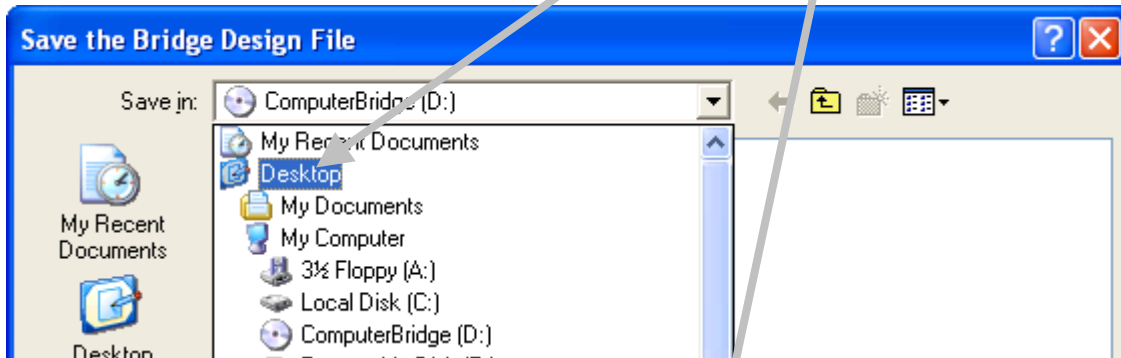 Save the Bridge Design File
Save in: ComputerBridge (D:)
My Recent Documents
Desktop
My Documents
My Computer
3½ Floppy (A:)
Local Disk (C:)
ComputerBridge (D:)
My Recent
Documents
Desktop